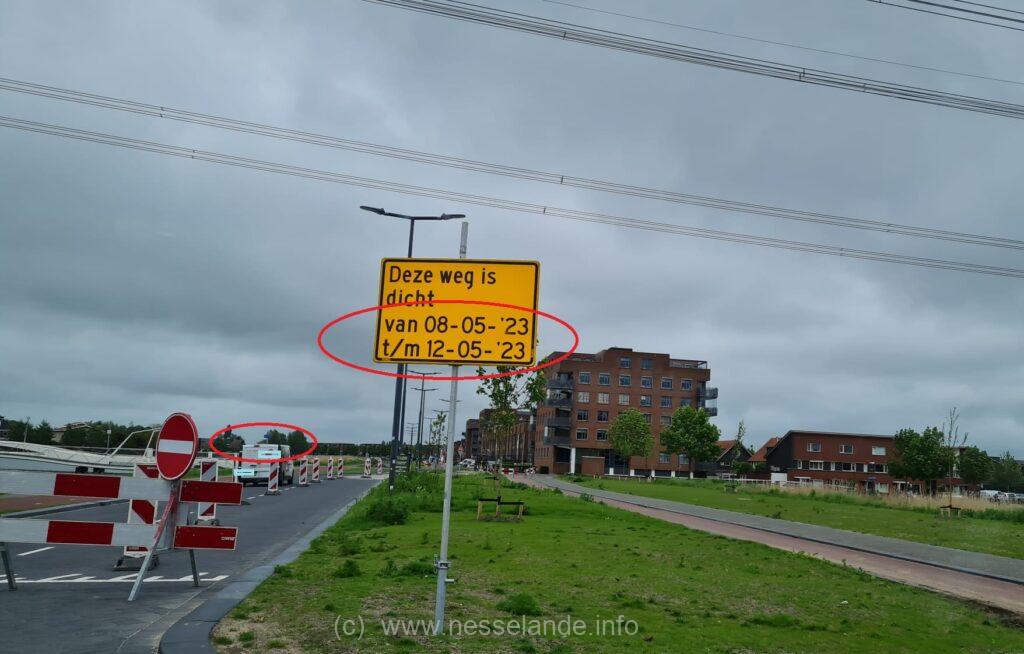 Deze weg is
dicht
van 08-05-'23
t/m 12-05-'23
(c) www.nesselande.info